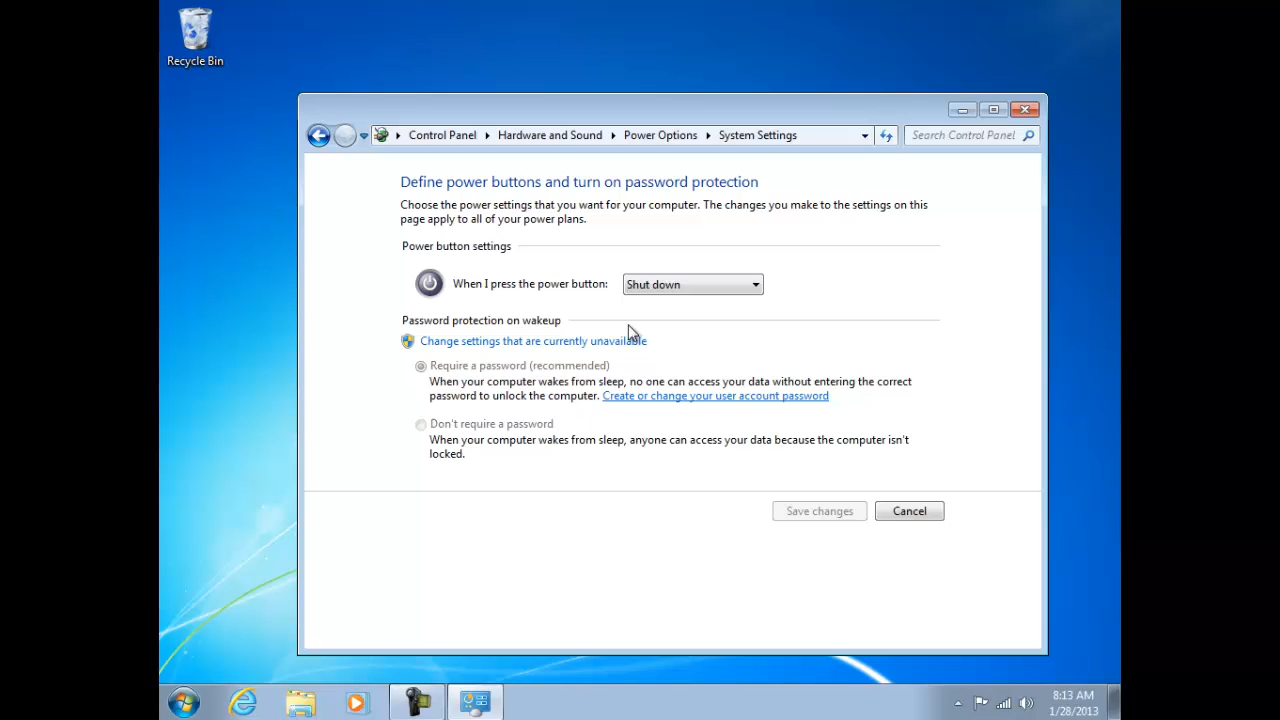 Recycle Bin
Control Panel
Hardware and Sound
Power Options
System Settings
Search Control Panel
Define power buttons and turn on password protection
Choose the power settings that you want for your computer. The changes you make to the settings on this
page apply to all of your power plans.
Power button settings
When I press the power button:
Shut down
Password protection on wakeup
Change settings that are currently unavailable
Require a password (recommended)
When your computer wakes from sleep, no one can access your data without entering the correct
password to unlock the computer. Create or change your user account password
Don't require a password
When your computer wakes from sleep, anyone can access your data because the computer isn't
locked.
Save changes
Cancel
8:13 AM
1/28/2013